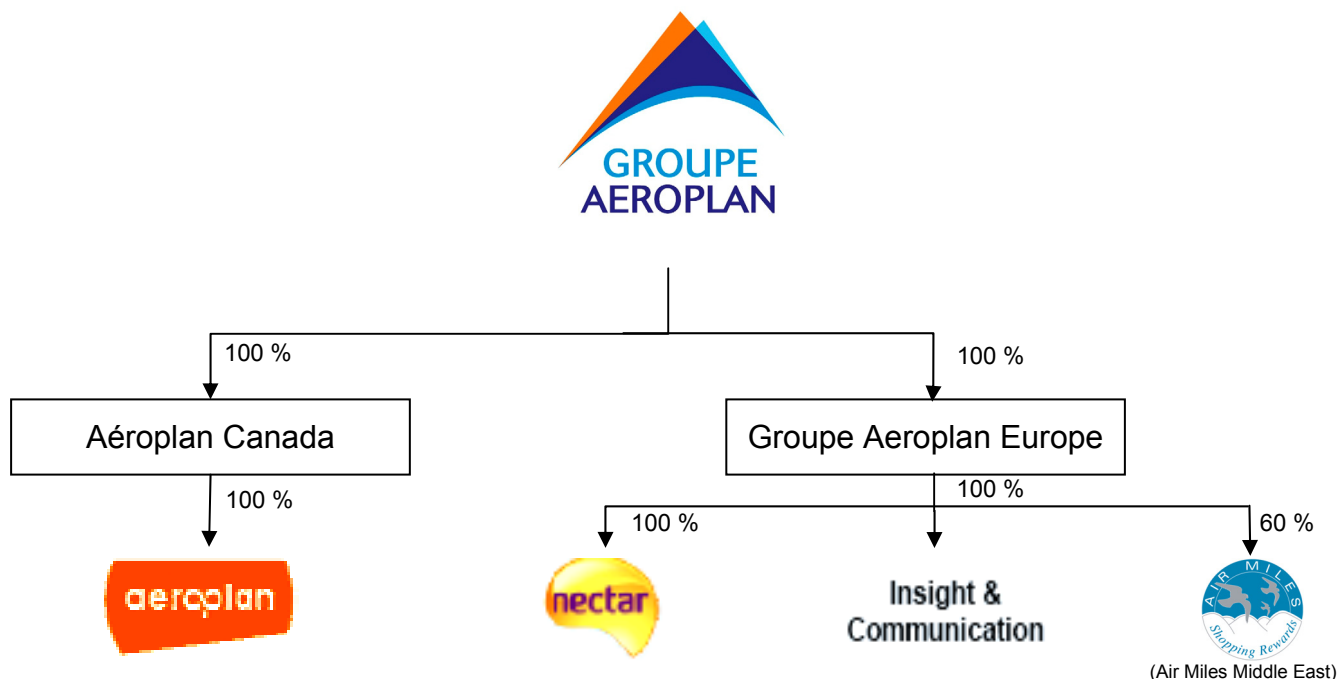 GROUPE
AEROPLAN
100 %
100 %
Aéroplan Canada
Groupe Aeroplan Europe
100 %
100 %
100 %
60 %
aeroplan
nectar
Insight &
Communication
AIR MILES
Shopping Rewards
(Air Miles Middle East)